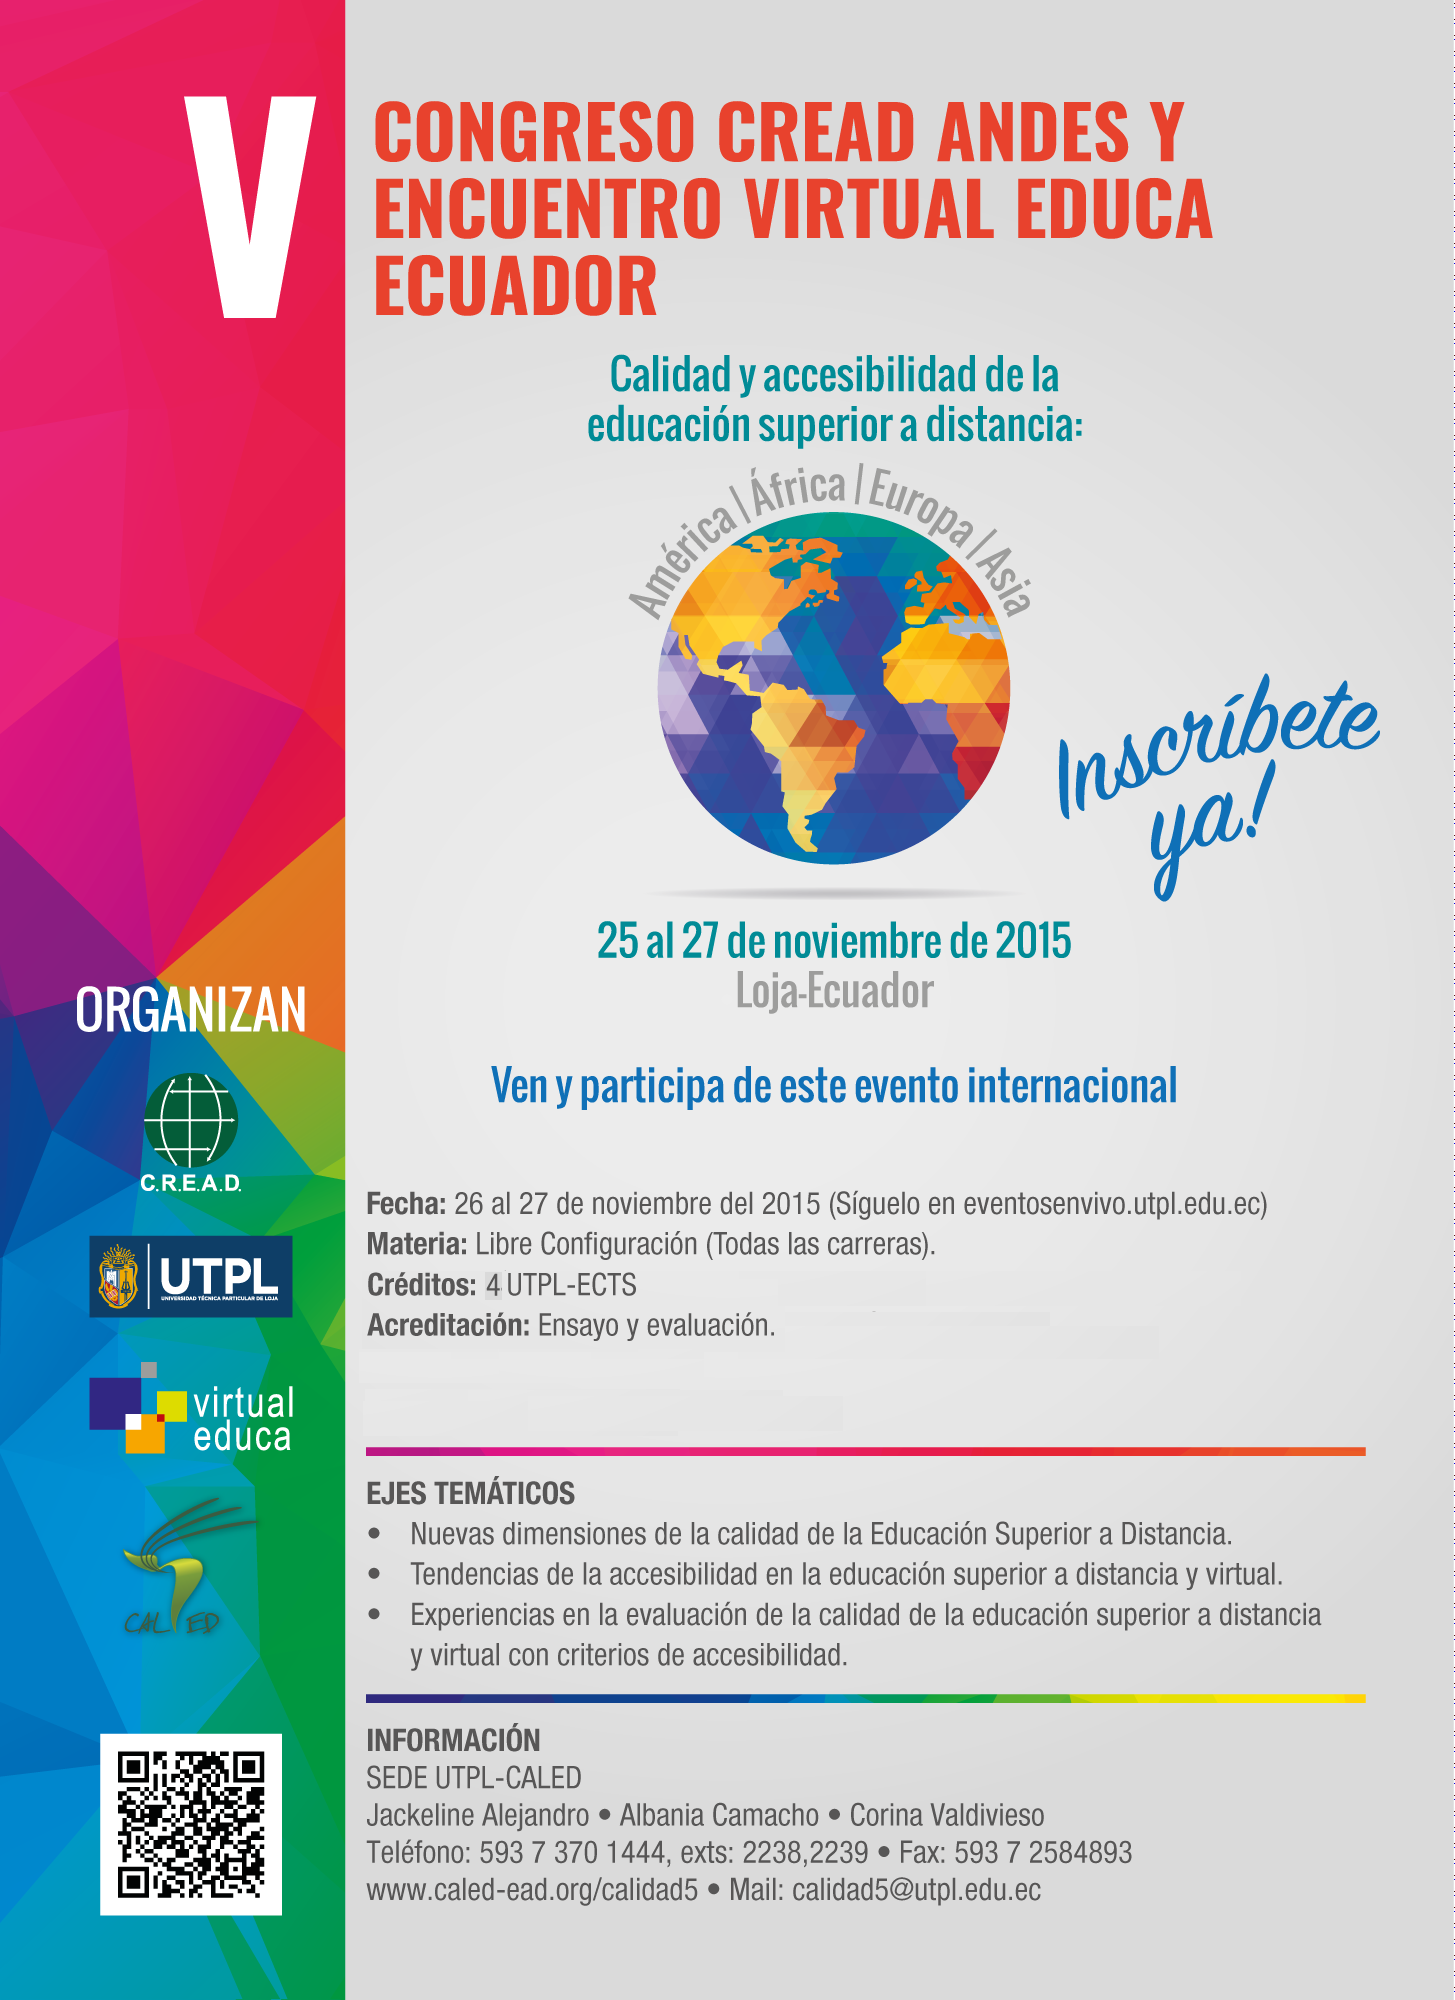 V
CONGRESO CREAD ANDES Y
ENCUENTRO VIRTUAL EDUCA
ECUADOR
Calidad y accesibilidad de la
educación superior a distancia:
América | África | Europa | Asia
Inscríbete
ya!
25 al 27 de noviembre de 2015
Loja-Ecuador
Ven y participa de este evento internacional
ORGANIZAN
C.R.E.A.D.
UTPL
UNIVERSIDAD TÉCNICA PARTICULAR DE LOJA
virtual
educa
CALED
Fecha: 26 al 27 de noviembre del 2015 (Síguelo en eventosenvivo.utpl.edu.ec)
Materia: Libre Configuración (Todas las carreras).
Créditos: 4 UTPL-ECTS
Acreditación: Ensayo y evaluación.
EJES TEMÁTICOS
• Nuevas dimensiones de la calidad de la Educación Superior a Distancia.
• Tendencias de la accesibilidad en la educación superior a distancia y virtual.
• Experiencias en la evaluación de la calidad de la educación superior a distancia
y virtual con criterios de accesibilidad.
INFORMACIÓN
SEDE UTPL-CALED
Jackeline Alejandro • Albania Camacho • Corina Valdivieso
Teléfono: 593 7 370 1444, exts: 2238,2239 • Fax: 593 7 2584893
www.caled-ead.org/calidad5 • Mail: calidad5@utpl.edu.ec